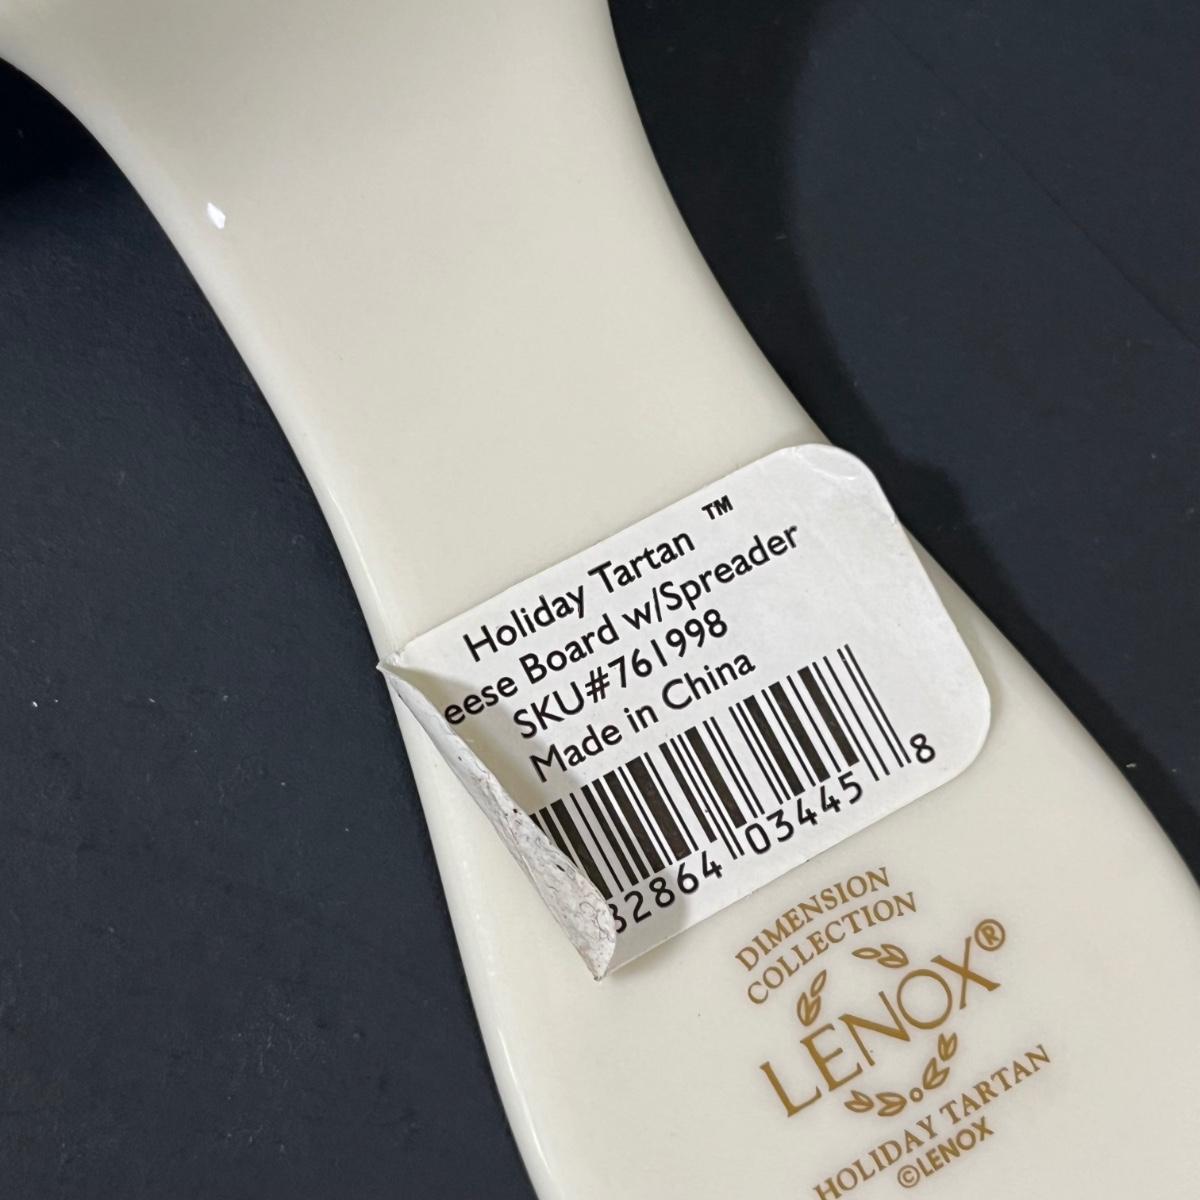 Holiday Tartan ™
eese Board w/Spreader
SKU#761998
Made in China
32864 03445 8
DIMENSION
COLLECTION
LENOX®
HOLIDAY TARTAN
©LENOX